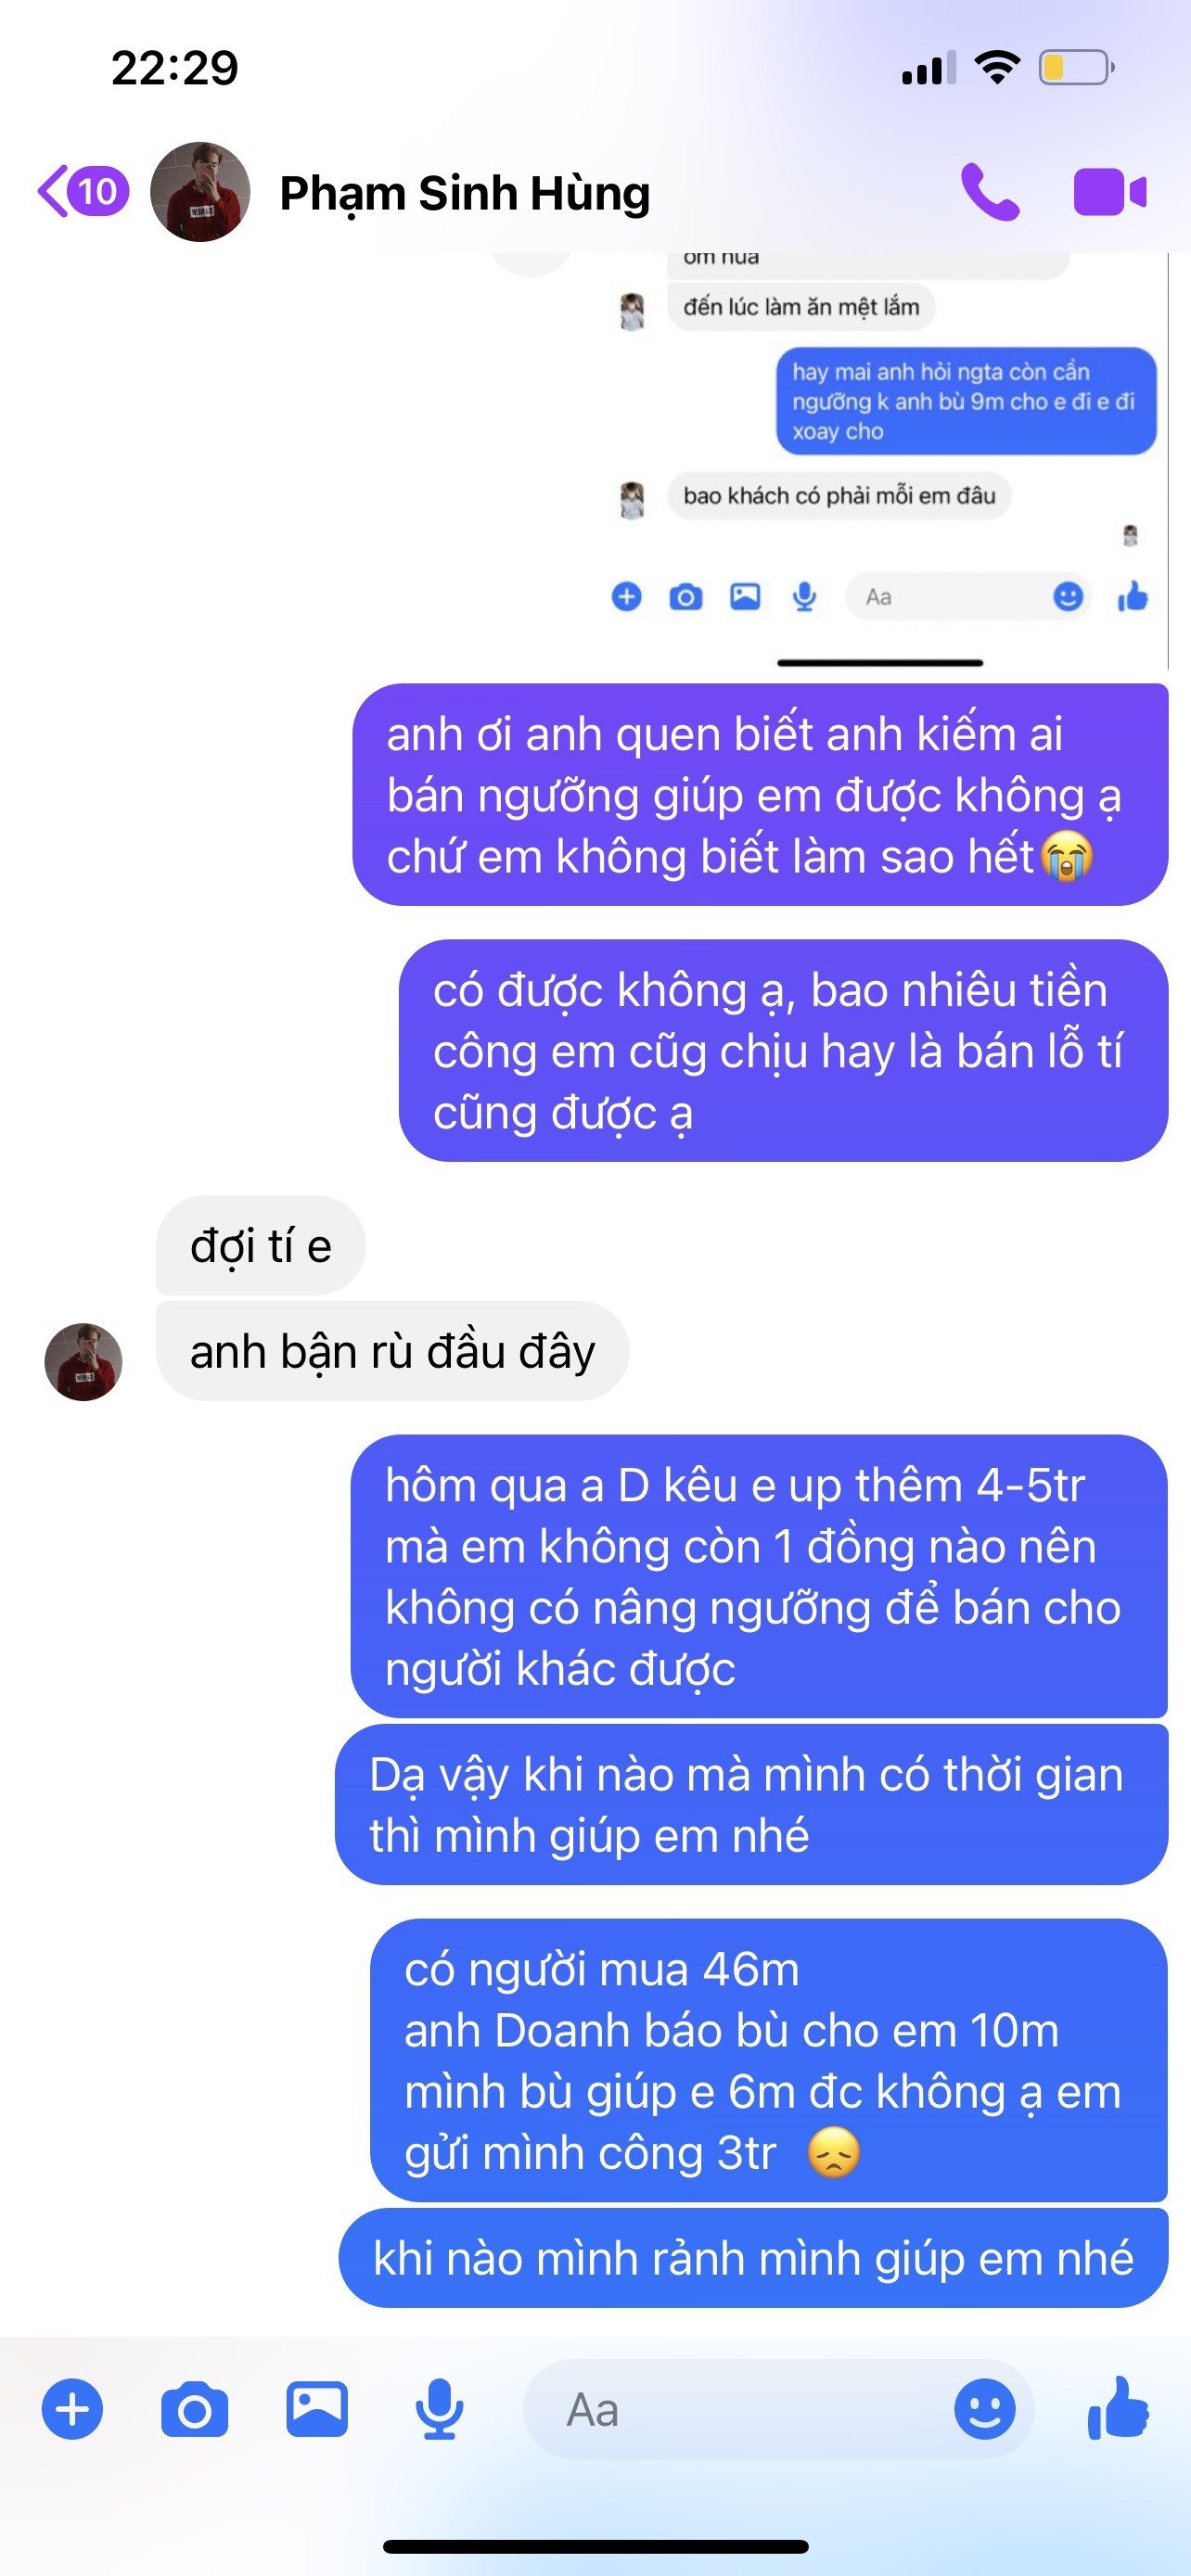 22:29
10
Phạm Sinh Hùng
ốm nữa
đến lúc làm ăn mệt lắm
hay mai anh hỏi ngta còn cần
ngưỡng k anh bù 9m cho e đi e đi
xoay cho
bao khách có phải mỗi em đâu
Aa
anh ơi anh quen biết anh kiếm ai
bán ngưỡng giúp em được không ạ
chứ em không biết làm sao hết😭
có được không ạ, bao nhiêu tiền
công em cũg chịu hay là bán lỗ tí
cũng được ạ
đợi tí e
anh bận rù đầu đây
hôm qua a D kêu e up thêm 4-5tr
mà em không còn 1 đồng nào nên
không có nâng ngưỡng để bán cho
người khác được
Dạ vậy khi nào mà mình có thời gian
thì mình giúp em nhé
có người mua 46m
anh Doanh báo bù cho em 10m
mình bù giúp e 6m đc không ạ em
gửi mình công 3tr 😞
khi nào mình rảnh mình giúp em nhé
Aa